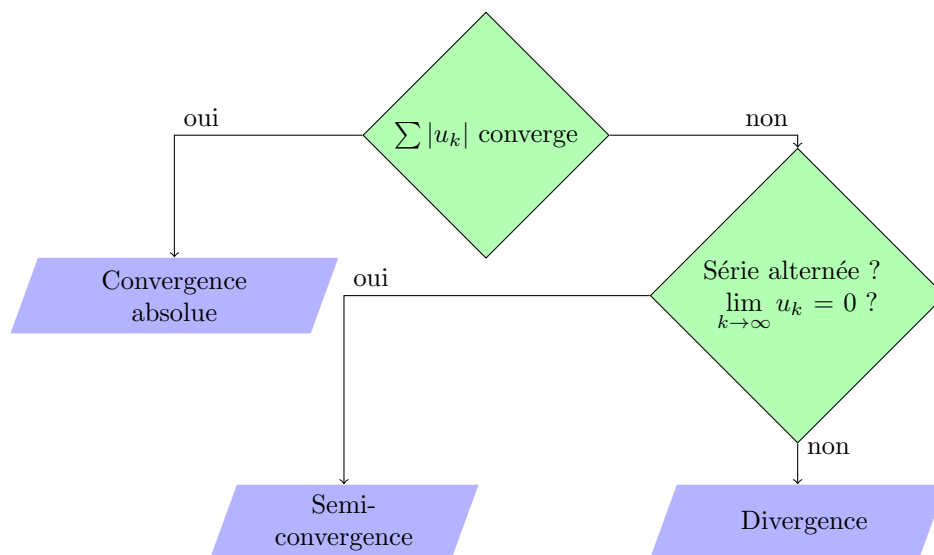 oui
∑ |u_k| converge
non
Convergence
absolue
oui
Série alternée ?
lim_{k→∞} u_k = 0 ?
non
Semi-
convergence
Divergence